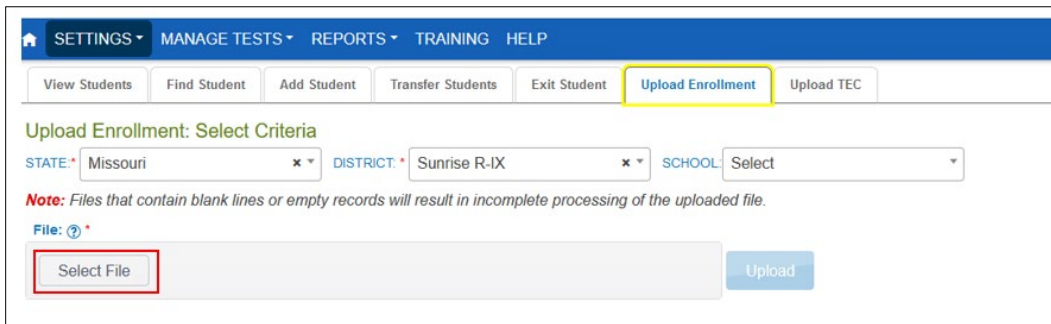 SETTINGS MANAGE TESTS REPORTS TRAINING HELP
View Students Find Student Add Student Transfer Students Exit Student Upload Enrollment Upload TEC
Upload Enrollment: Select Criteria
STATE:* Missouri × DISTRICT: * Sunrise R-IX × SCHOOL: Select
Note: Files that contain blank lines or empty records will result in incomplete processing of the uploaded file.
File: ? *
Select File Upload